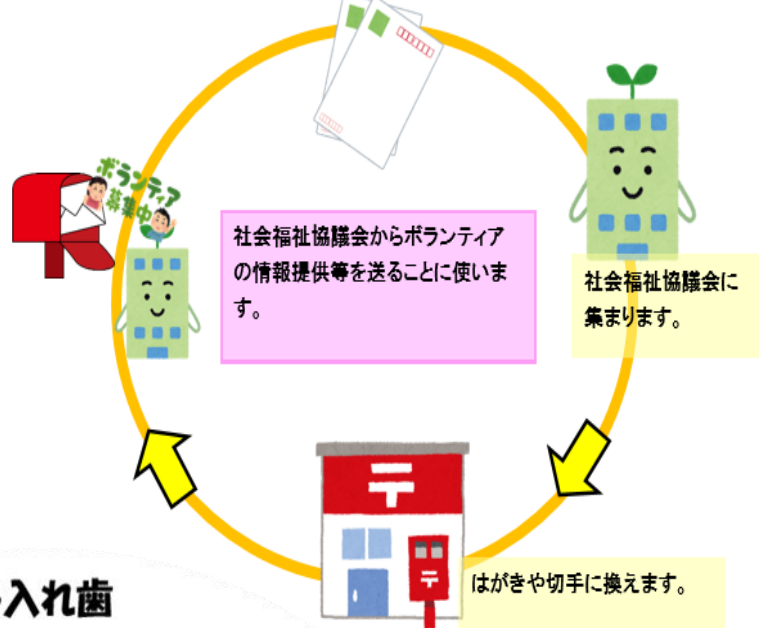 ボランティア
募集中
社会福祉協議会からボランティア
の情報提供等を送ることに使いま
す。
社会福祉協議会に
集まります。
〒
〒
はがきや切手に換えます。
入れ歯